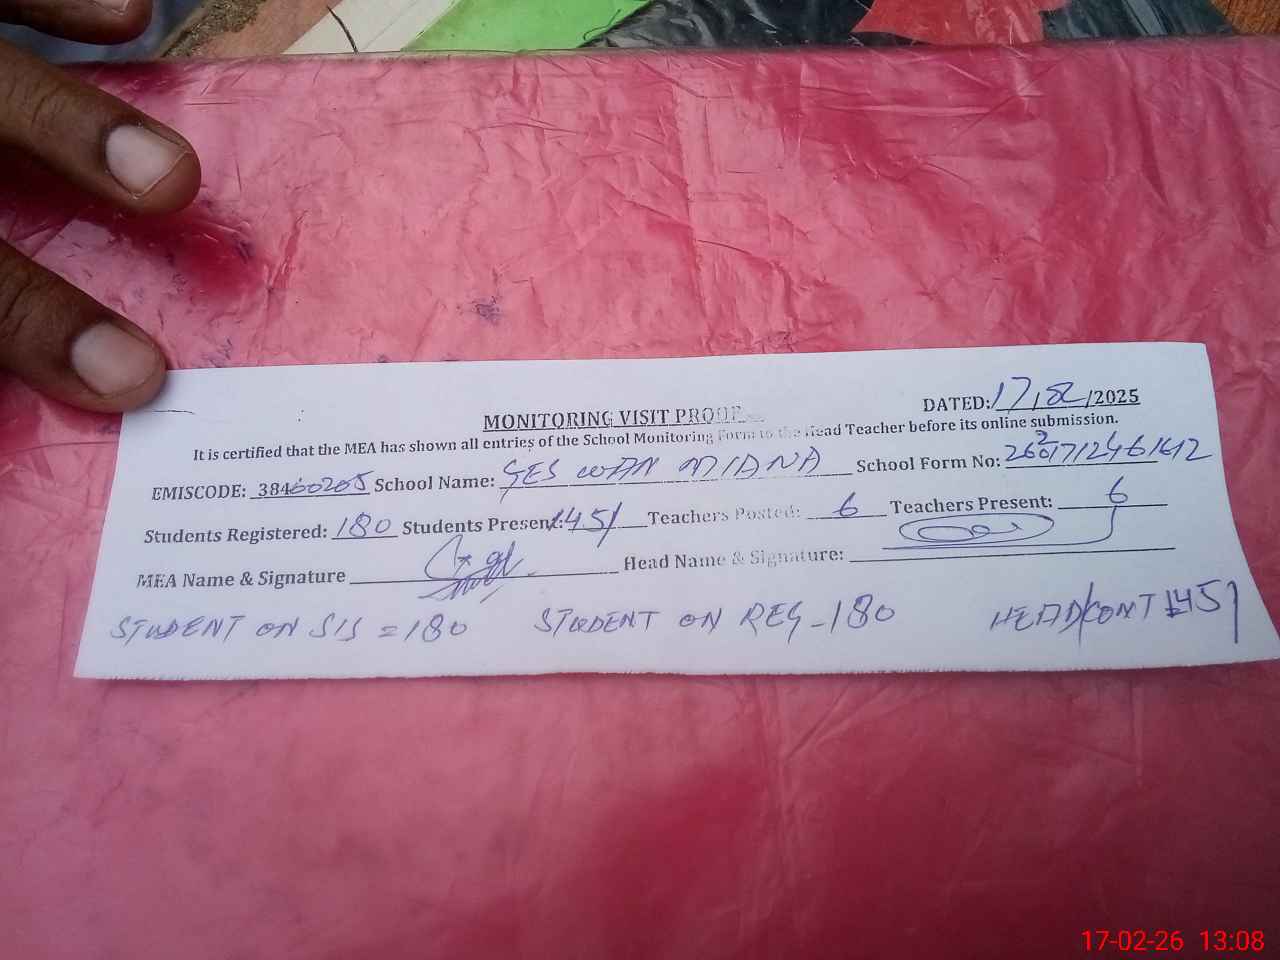 MONITORING VISIT PROOF
DATED: 17/02/2025
It is certified that the MEA has shown all entries of the School Monitoring Form to the Head Teacher before its online submission.
EMISCODE: 38460205 School Name: GES WAN MIANA School Form No:
Students Registered: 180 Students Present: 145 Teachers Posted: 6 Teachers Present: 6
MEA Name & Signature Head Name & Signature:
STUDENT ON SIS = 180 STUDENT ON REG - 180 HEAD/CONT 145
17-02-26 13:08